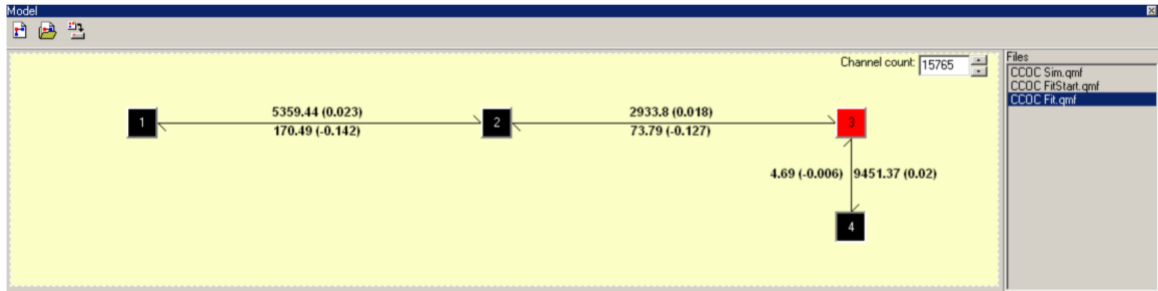 Model
Channel count: 15765
Files
CCOC Sim.qmf
CCOC FitStart.qmf
CCOC Fit.qmf
1
5359.44 (0.023)
170.49 (-0.142)
2
2933.8 (0.018)
73.79 (-0.127)
3
4.69 (-0.006) 9451.37 (0.02)
4